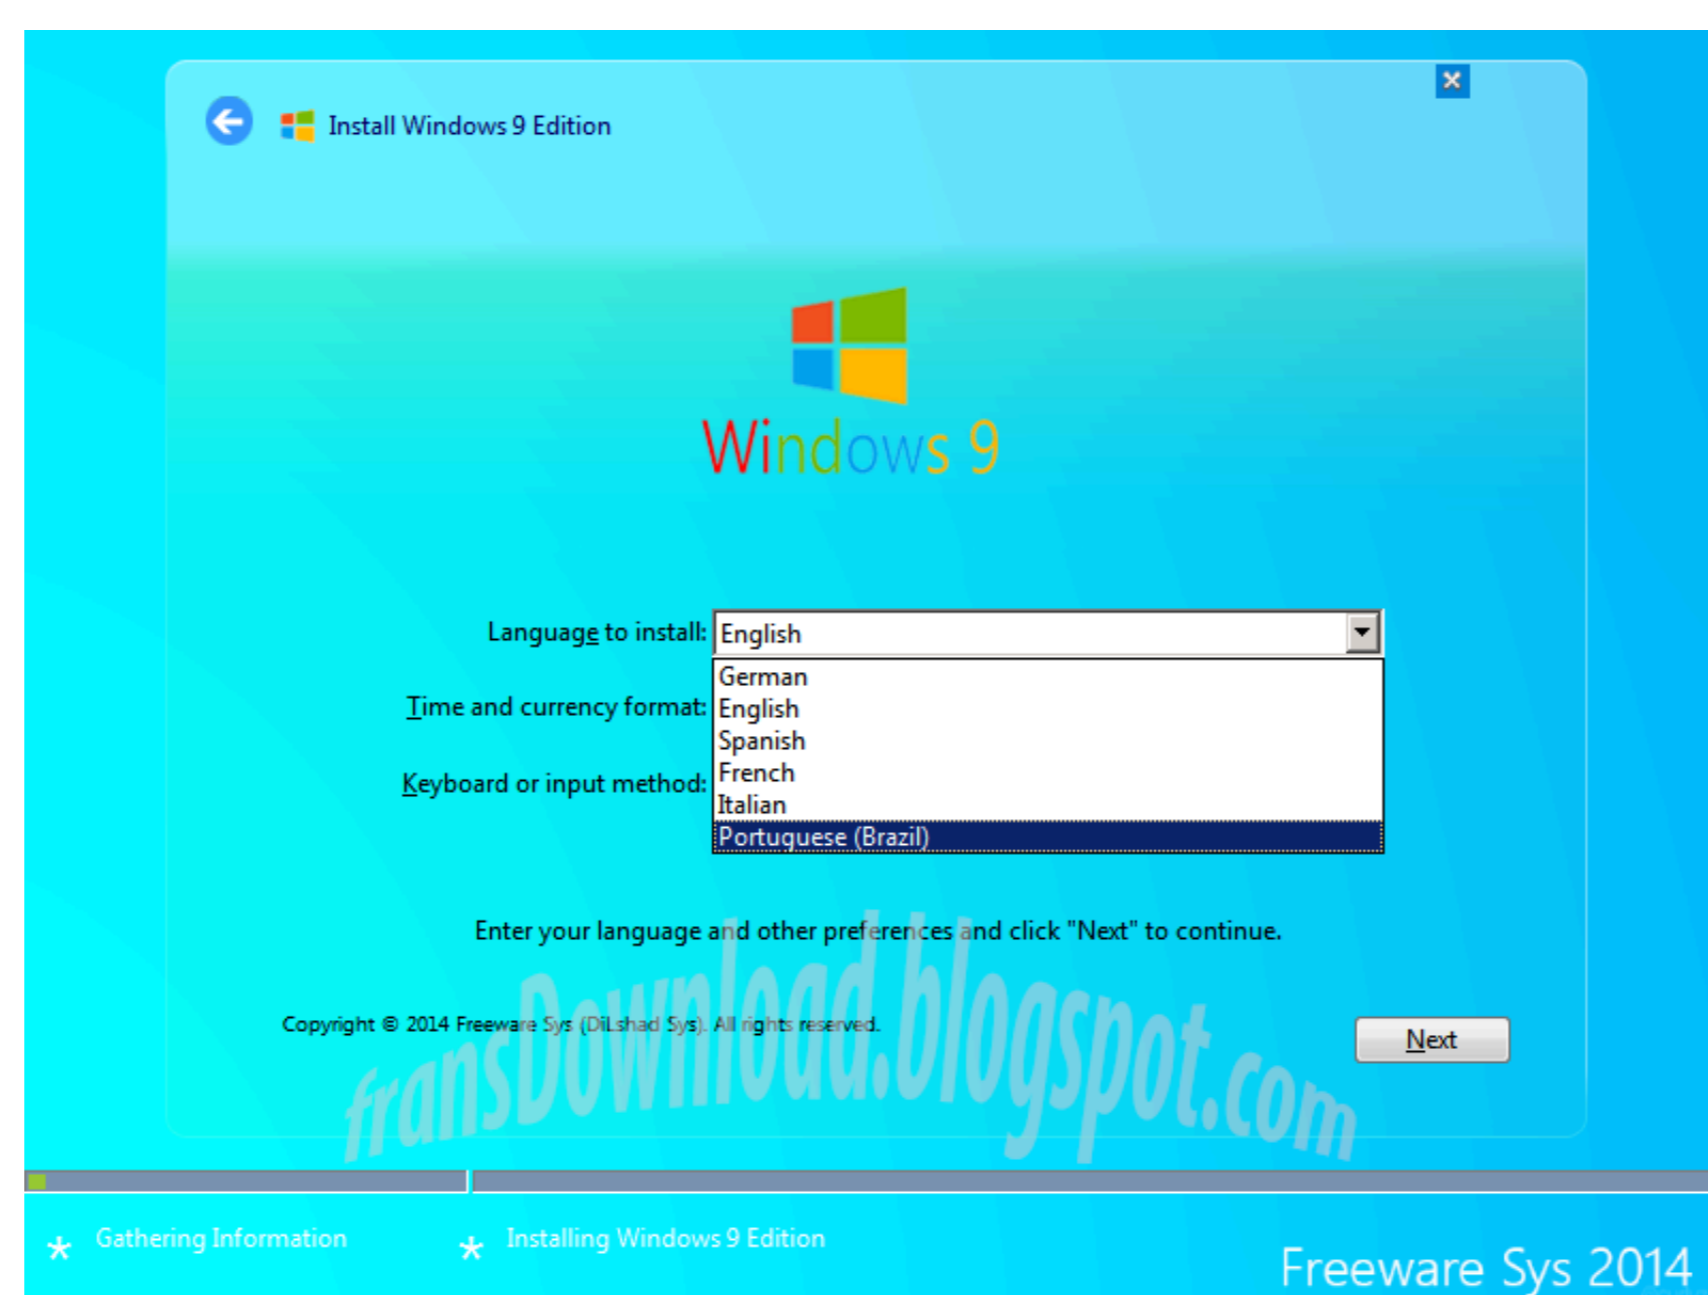 Install Windows 9 Edition
Windows 9
Language to install: English
German
Time and currency format: English
Spanish
Keyboard or input method: French
Italian
Portuguese (Brazil)
Enter your language and other preferences and click "Next" to continue.
Copyright © 2014 Freeware Sys (DiLshad Sys). All rights reserved.
Next
fransDownload.blogspot.com
Gathering Information
Installing Windows 9 Edition
Freeware Sys 2014